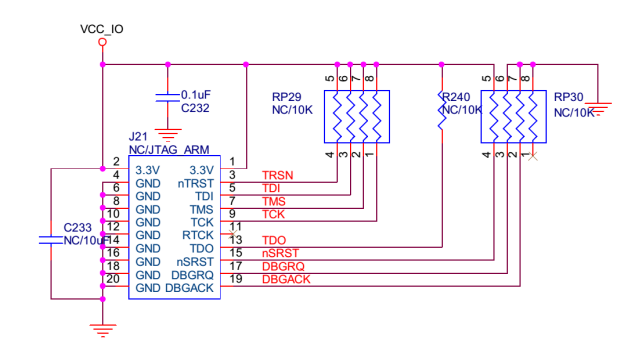 VCC_IO
0.1uF
C232
5 6 7 8
RP29
NC/10K
4 3 2 1
R240
NC/10K
5 6 7 8
RP30
NC/10K
4 3 2 1
J21
NC/JTAG_ARM
2 3.3V 3.3V 1
4 GND nTRST 3 TRSN
6 GND TDI 5 TDI
8 GND TMS 7 TMS
10 GND TCK 9 TCK
12 GND RTCK 11
14 GND TDO 13 TDO
16 GND nSRST 15 nSRST
18 GND DBGRQ 17 DBGRQ
20 GND DBGACK 19 DBGACK
C233
NC/10uF